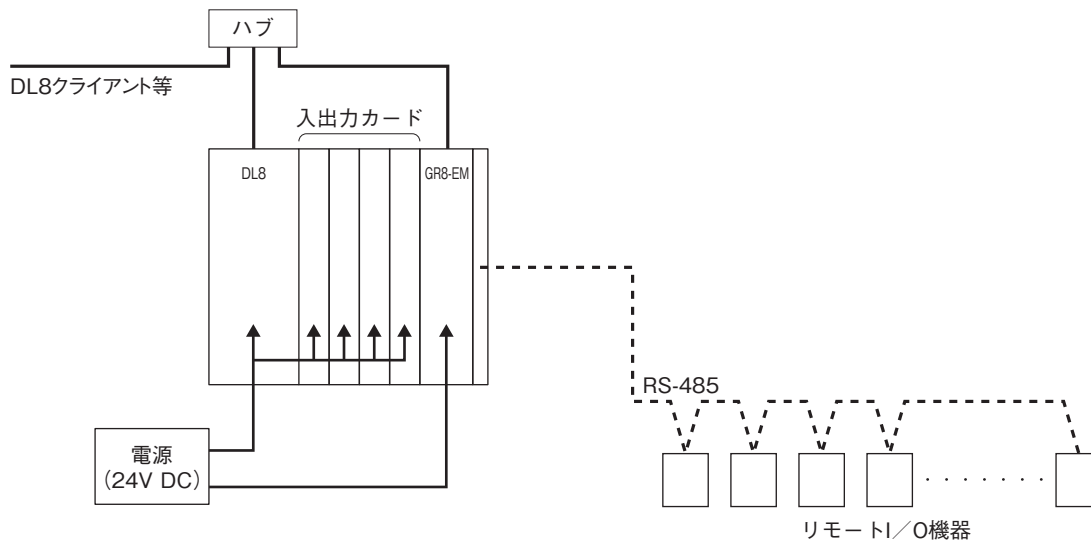 ハブ
DL8クライアント等
入出力カード
DL8
GR8-EM
RS-485
電源
(24V DC)
リモートI／O機器